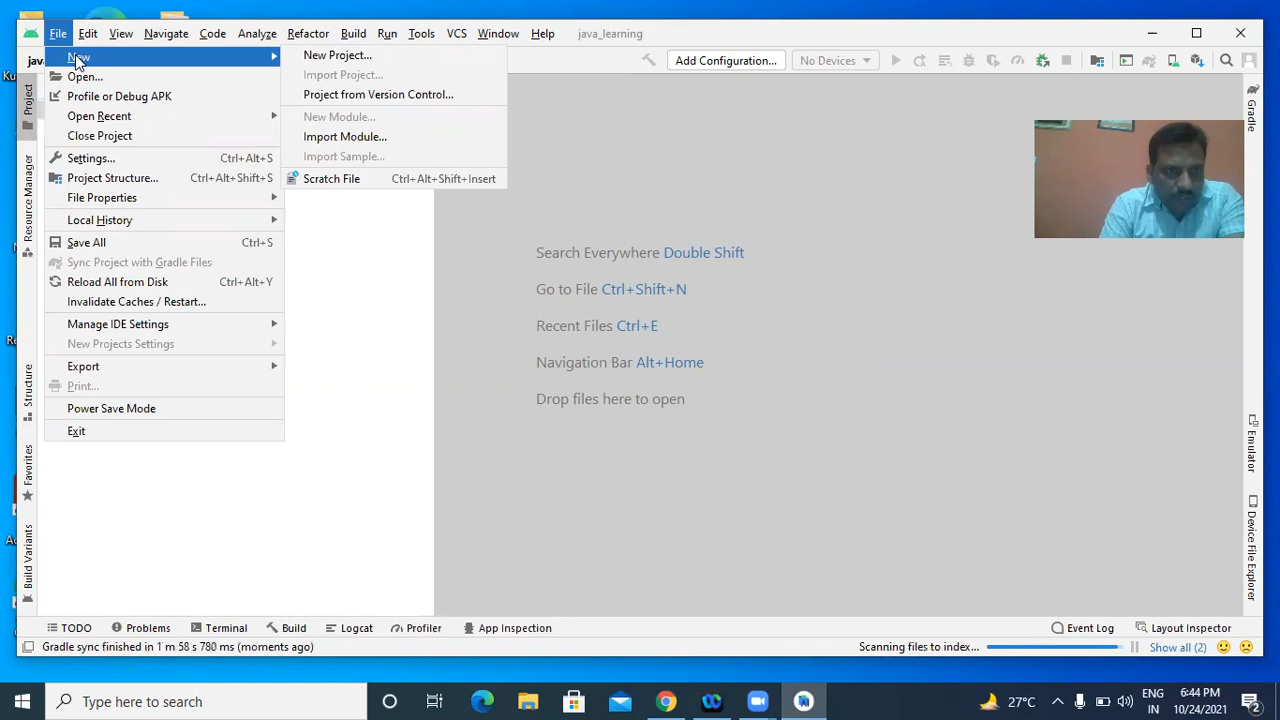 File Edit View Navigate Code Analyze Refactor Build Run Tools VCS Window Help java_learning
New
Open...
Profile or Debug APK
Open Recent
Close Project
Settings... Ctrl+Alt+S
Project Structure... Ctrl+Alt+Shift+S
File Properties
Local History
Save All Ctrl+S
Sync Project with Gradle Files
Reload All from Disk Ctrl+Alt+Y
Invalidate Caches / Restart...
Manage IDE Settings
New Projects Settings
Export
Print...
Power Save Mode
Exit
New Project...
Import Project...
Project from Version Control...
New Module...
Import Module...
Import Sample...
Scratch File Ctrl+Alt+Shift+Insert
Add Configuration... No Devices
Project
Resource Manager
Structure
Favorites
Build Variants
Search Everywhere Double Shift
Go to File Ctrl+Shift+N
Recent Files Ctrl+E
Navigation Bar Alt+Home
Drop files here to open
Gradle
Emulator
Device File Explorer
TODO Problems Terminal Build Logcat Profiler App Inspection Event Log Layout Inspector
Gradle sync finished in 1 m 58 s 780 ms (moments ago) Scanning files to index... Show all (2)
Type here to search
27°C
ENG
IN
6:44 PM
10/24/2021
2